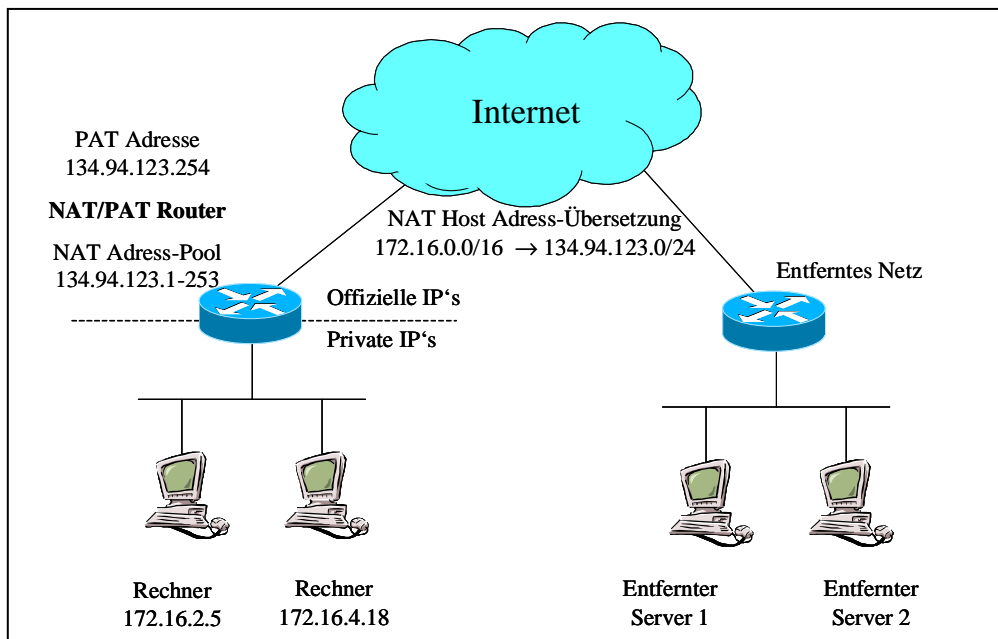 Internet
PAT Adresse
134.94.123.254
NAT/PAT Router
NAT Adress-Pool
134.94.123.1-253
NAT Host Adress-Übersetzung
172.16.0.0/16 → 134.94.123.0/24
Entferntes Netz
Offizielle IP‘s
Private IP‘s
Rechner
172.16.2.5
Rechner
172.16.4.18
Entfernter
Server 1
Entfernter
Server 2